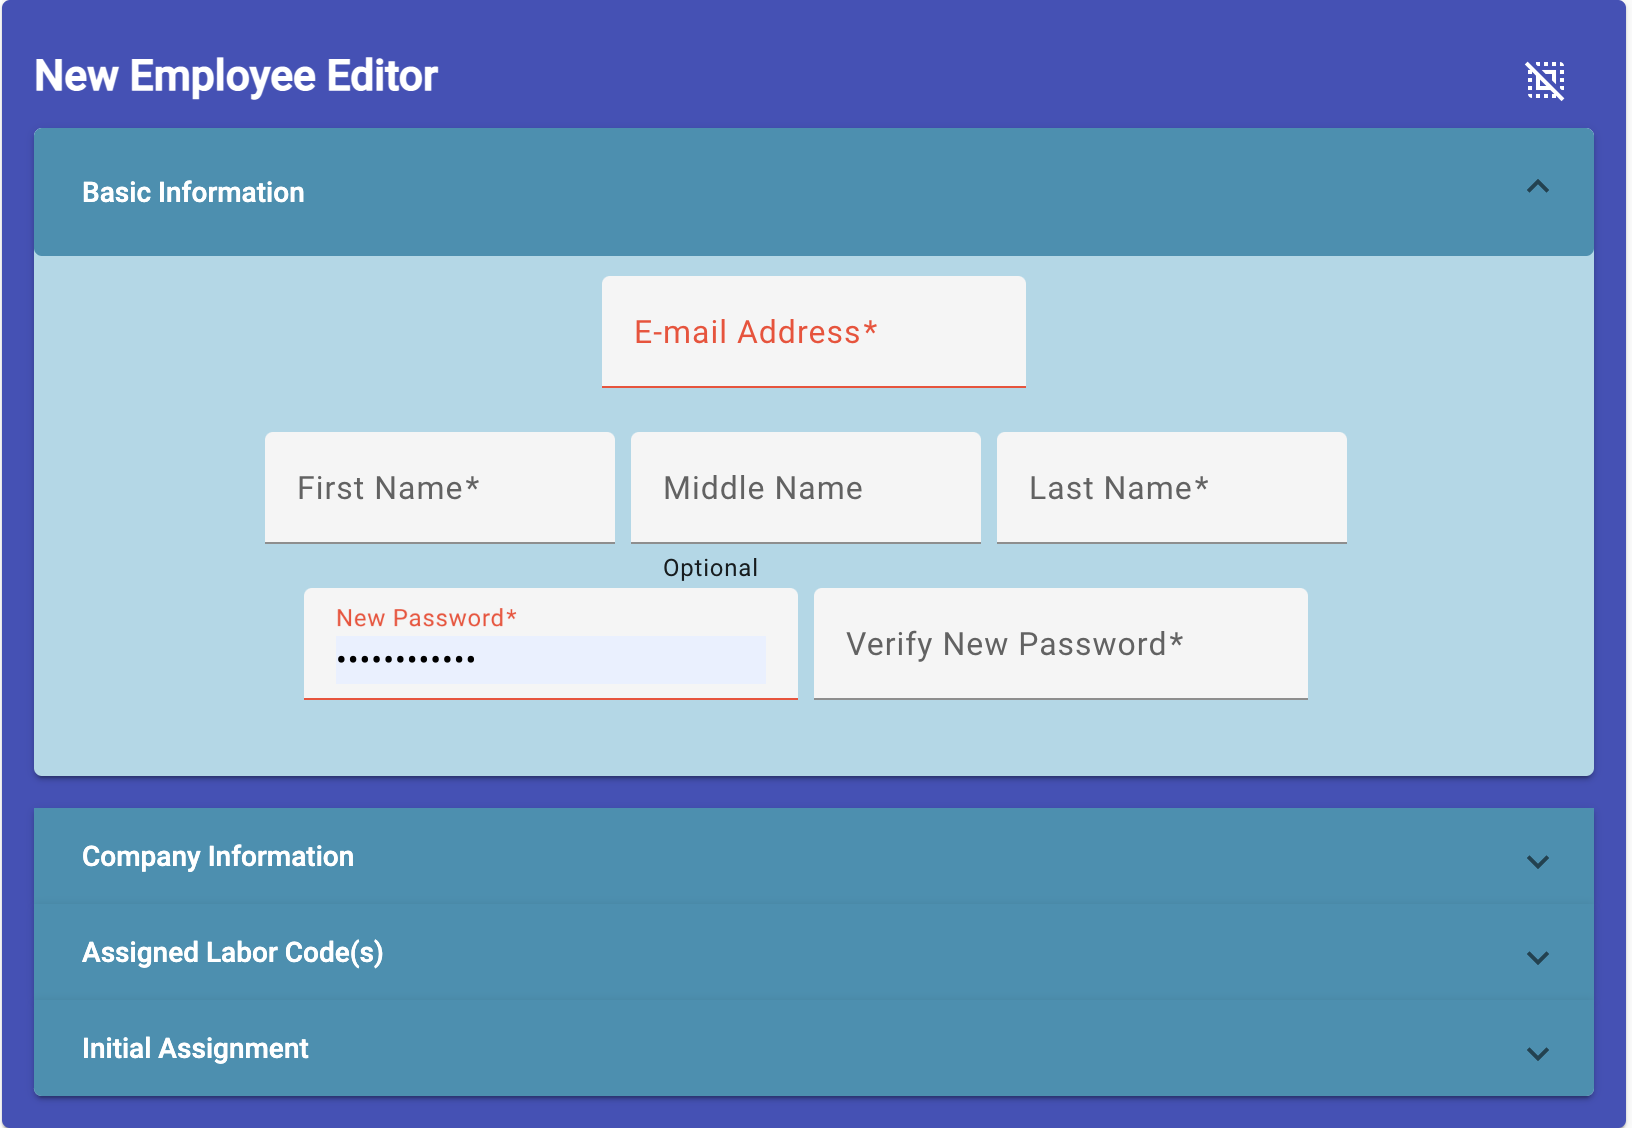 New Employee Editor
Basic Information
E-mail Address*
First Name*
Middle Name
Last Name*
Optional
New Password*
••••••••••••
Verify New Password*
Company Information
Assigned Labor Code(s)
Initial Assignment